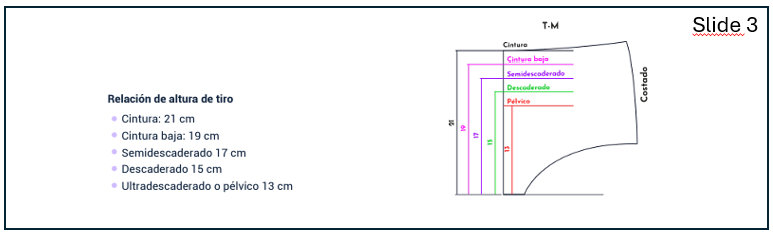 Slide 3
Relación de altura de tiro
Cintura: 21 cm
Cintura baja: 19 cm
Semidescaderado 17 cm
Descaderado 15 cm
Ultradescaderado o pélvico 13 cm
T-M
Cintura
Cintura baja
Semidescaderado
Descaderado
Pelvico
Costado
21
19
17
15
13